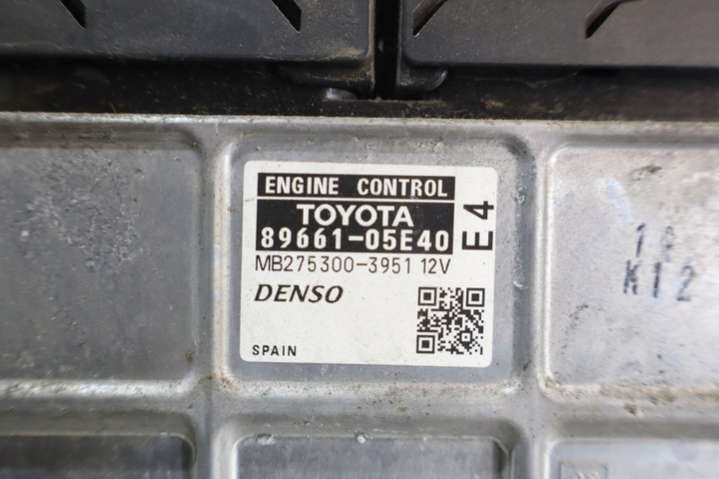 ENGINE CONTROL
TOYOTA
89661-05E40
E4
MB275300-3951 12V
DENSO
SPAIN
K12